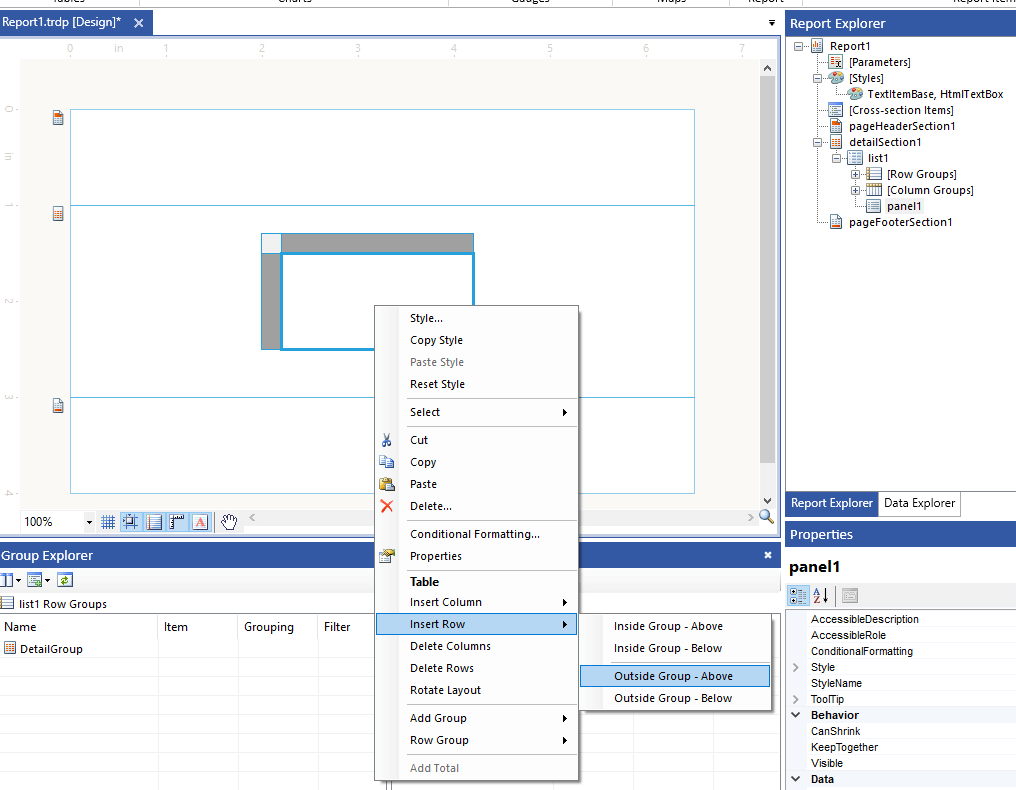 Tables Charts Gauges Maps Report Report Item
Report1.trdp [Design]*
0 in 1 2 3 4 5 6 7
0
in
1
2
3
4
100%
Style...
Copy Style
Paste Style
Reset Style
Select
Cut
Copy
Paste
Delete...
Conditional Formatting...
Properties
Table
Insert Column
Insert Row
Delete Columns
Delete Rows
Rotate Layout
Add Group
Row Group
Add Total
Inside Group - Above
Inside Group - Below
Outside Group - Above
Outside Group - Below
Group Explorer
list1 Row Groups
Name Item Grouping Filter
DetailGroup
Report Explorer
Report1
[Parameters]
[Styles]
TextItemBase, HtmlTextBox
[Cross-section Items]
pageHeaderSection1
detailSection1
list1
[Row Groups]
[Column Groups]
panel1
pageFooterSection1
Report Explorer Data Explorer
Properties
panel1
AccessibleDescription
AccessibleRole
ConditionalFormatting
Style
StyleName
ToolTip
Behavior
CanShrink
KeepTogether
Visible
Data